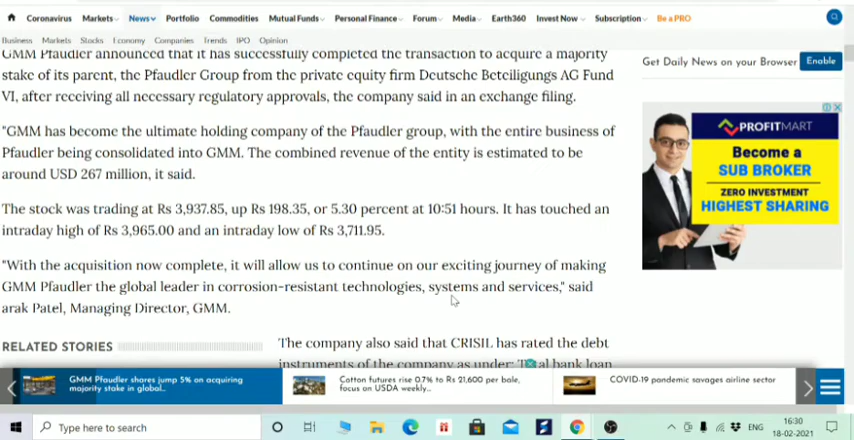 Coronavirus Markets News Portfolio Commodities Mutual Funds Personal Finance Forum Media Earth360 Invest Now Subscription Be a PRO
Business Markets Stocks Economy Companies Trends IPO Opinion
GMM Pfaudler announced that it has successfully completed the transaction to acquire a majority
stake of its parent, the Pfaudler Group from the private equity firm Deutsche Beteiligungs AG Fund
VI, after receiving all necessary regulatory approvals, the company said in an exchange filing.
"GMM has become the ultimate holding company of the Pfaudler group, with the entire business of
Pfaudler being consolidated into GMM. The combined revenue of the entity is estimated to be
around USD 267 million, it said.
The stock was trading at Rs 3,937.85, up Rs 198.35, or 5.30 percent at 10:51 hours. It has touched an
intraday high of Rs 3,965.00 and an intraday low of Rs 3,711.95.
"With the acquisition now complete, it will allow us to continue on our exciting journey of making
GMM Pfaudler the global leader in corrosion-resistant technologies, systems and services," said
arak Patel, Managing Director, GMM.
RELATED STORIES
The company also said that CRISIL has rated the debt
instruments of the company as under: Total bank loan
Get Daily News on your Browser Enable
PROFITMART
Become a
SUB BROKER
ZERO INVESTMENT
HIGHEST SHARING
GMM Pfaudler shares jump 5% on acquiring
majority stake in global...
Cotton futures rise 0.7% to Rs 21,600 per bale,
focus on USDA weekly...
COVID-19 pandemic savages airline sector
Type here to search
ENG
16:30
18-02-2021